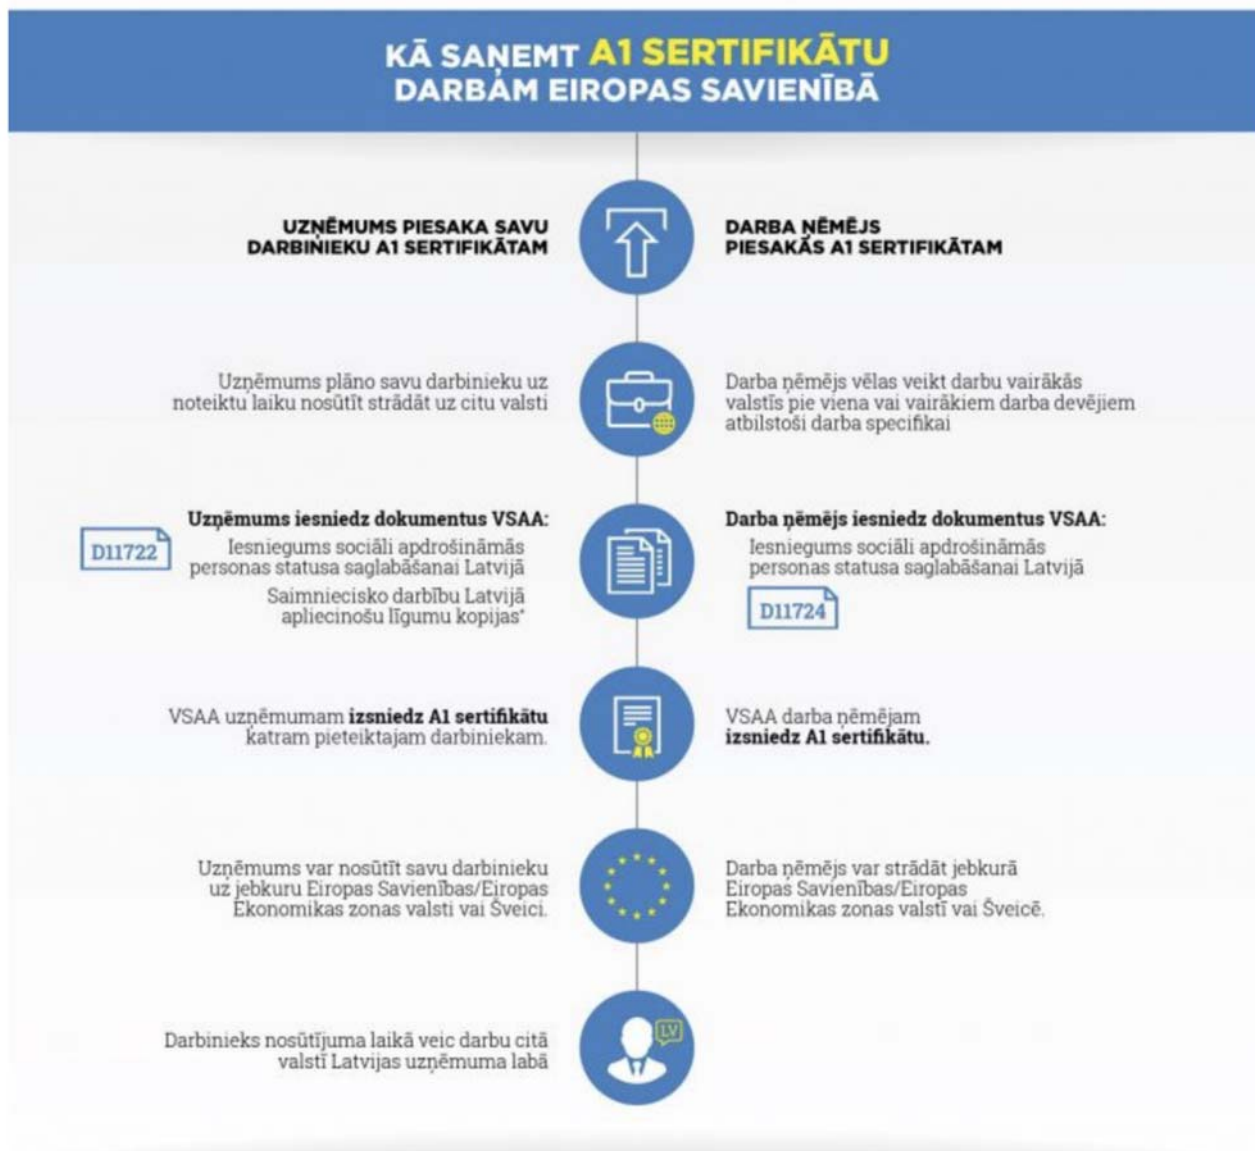 KĀ SAŅEMT A1 SERTIFIKĀTU
DARBAM EIROPAS SAVIENĪBĀ
UZŅĒMUMS PIESAKA SAVU
DARBINIEKU A1 SERTIFIKĀTAM
DARBA ŅĒMĒJS
PIESAKĀS A1 SERTIFIKĀTAM
Uzņēmums plāno savu darbinieku uz
noteiktu laiku nosūtīt strādāt uz citu valsti
Darba ņēmējs vēlas veikt darbu vairākās
valstīs pie viena vai vairākiem darba devējiem
atbilstoši darba specifikai
Uzņēmums iesniedz dokumentus VSAA:
D11722
Iesniegums sociāli apdrošināmās
personas statusa saglabāšanai Latvijā
Saimniecisko darbību Latvijā
apliecinošu līgumu kopijas*
Darba ņēmējs iesniedz dokumentus VSAA:
Iesniegums sociāli apdrošināmās
personas statusa saglabāšanai Latvijā
D11724
VSAA uzņēmumam izsniedz A1 sertifikātu
katram pieteiktajam darbiniekam.
VSAA darba ņēmējam
izsniedz A1 sertifikātu.
Uzņēmums var nosūtīt savu darbinieku
uz jebkuru Eiropas Savienības/Eiropas
Ekonomikas zonas valsti vai Šveici.
Darba ņēmējs var strādāt jebkurā
Eiropas Savienības/Eiropas
Ekonomikas zonas valstī vai Šveicē.
Darbinieks nosūtījuma laikā veic darbu citā
valstī Latvijas uzņēmuma labā
LV